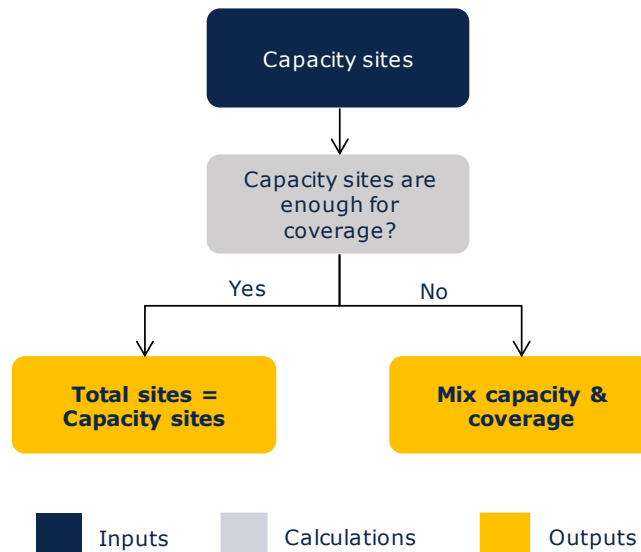 Capacity sites
Capacity sites are
enough for
coverage?
Yes
No
Total sites =
Capacity sites
Mix capacity &
coverage
Inputs
Calculations
Outputs